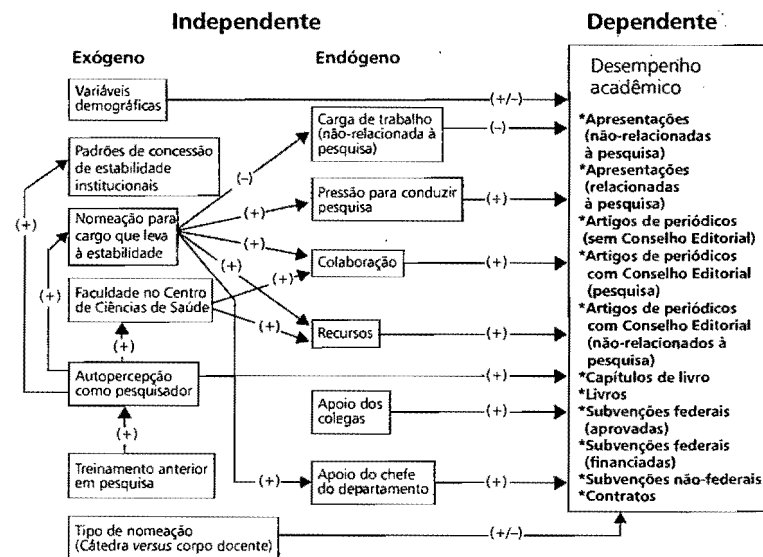 Independente
Dependente
Exógeno
Endógeno
Variáveis
demográficas
(+/−)
Padrões de concessão
de estabilidade
institucionais
Nomeação para
cargo que leva
à estabilidade
Faculdade no Centro
de Ciências de Saúde
Autopercepção
como pesquisador
Treinamento anterior
em pesquisa
Tipo de nomeação
(Cátedra versus corpo docente)
(+)
(+)
(+)
(+)
(−)
(+)
(+)
(+)
(+)
(+)
(+)
Carga de trabalho
(não-relacionada à
pesquisa)
(−)
Pressão para conduzir
pesquisa
(+)
Colaboração
(+)
Recursos
(+)
(+)
Apoio dos
colegas
(+)
Apoio do chefe
do departamento
(+)
(+/−)
Desempenho
acadêmico
*Apresentações
(não-relacionadas
à pesquisa)
*Apresentações
(relacionadas
à pesquisa)
*Artigos de periódicos
(sem Conselho Editorial)
*Artigos de periódicos
com Conselho Editorial
(pesquisa)
*Artigos de periódicos
com Conselho Editorial
(não-relacionados à
pesquisa)
*Capítulos de livro
*Livros
*Subvenções federais
(aprovadas)
*Subvenções federais
(financiadas)
*Subvenções não-federais
*Contratos